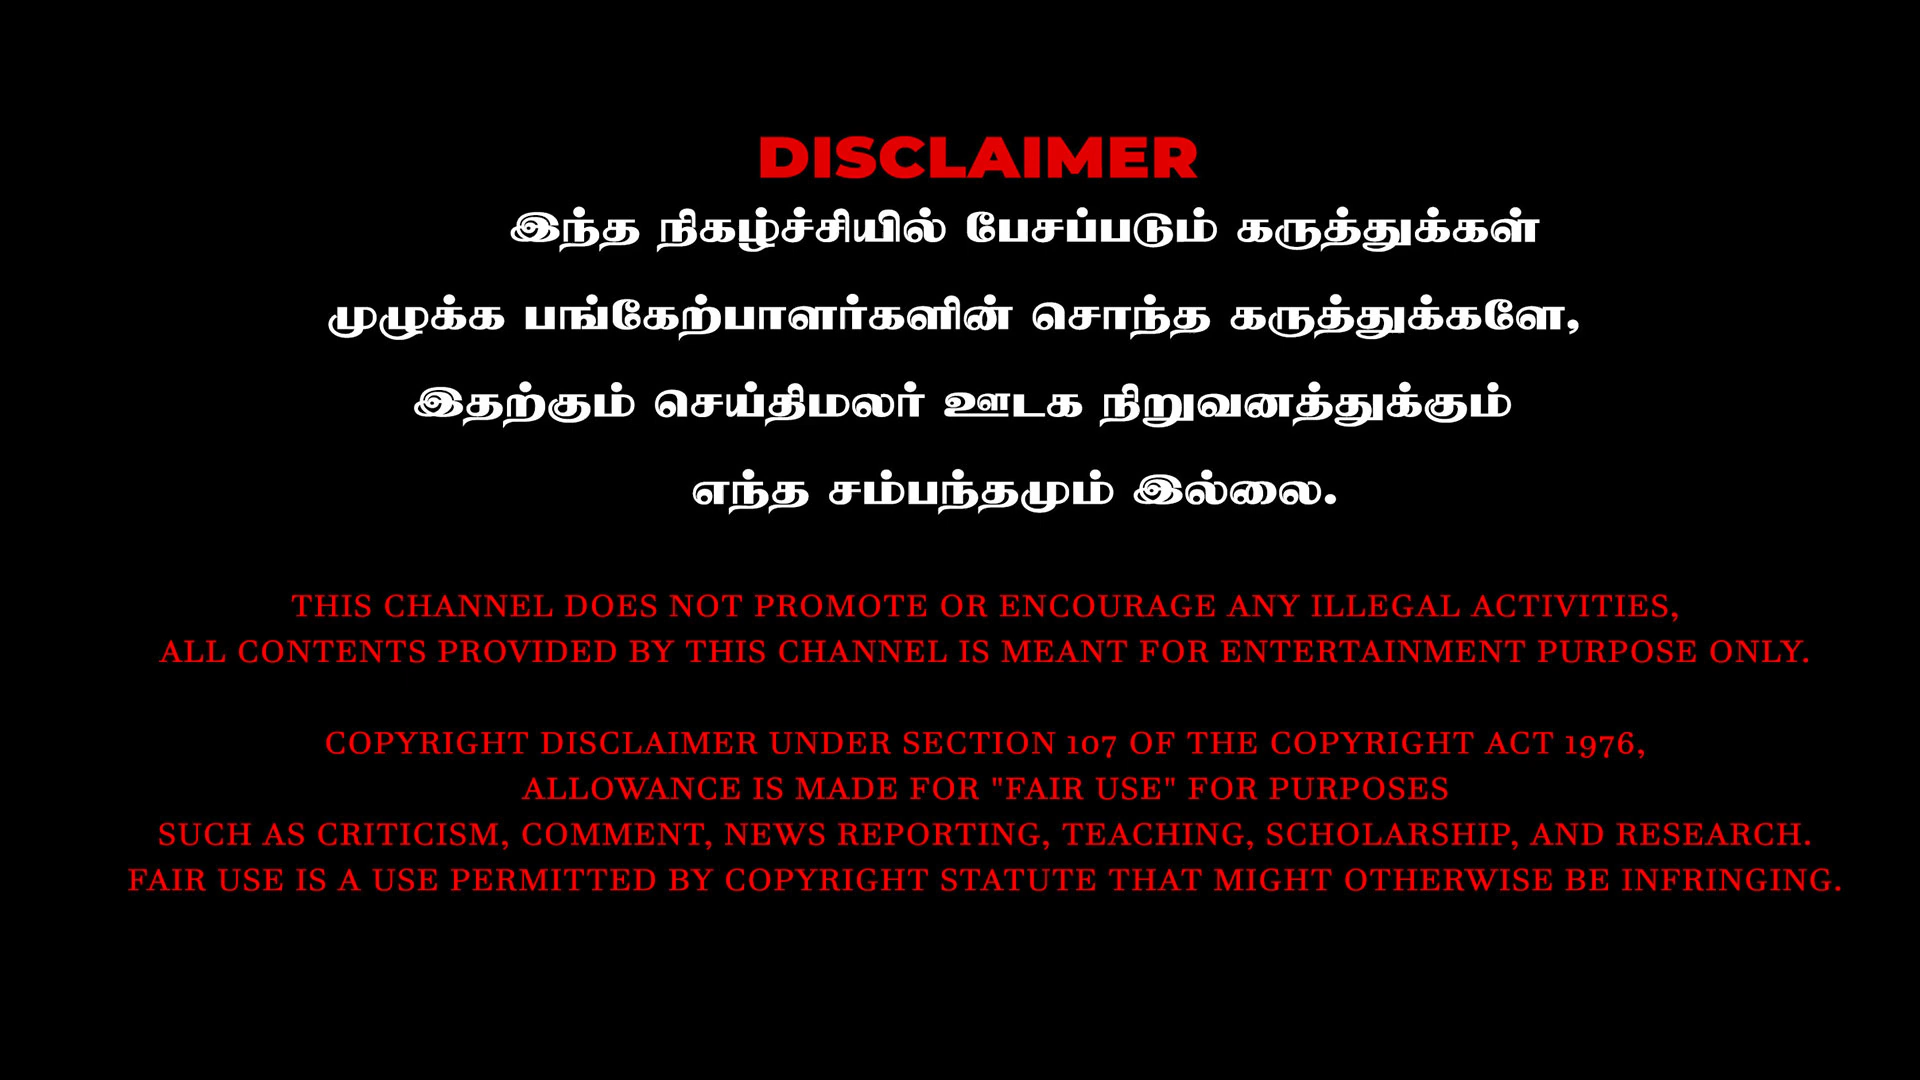 DISCLAIMER
இந்த நிகழ்ச்சியில் பேசப்படும் கருத்துக்கள்
முழுக்க பங்கேற்பாளர்களின் சொந்த கருத்துக்களே,
இதற்கும் செய்திமலர் ஊடக நிறுவனத்துக்கும்
எந்த சம்பந்தமும் இல்லை.
THIS CHANNEL DOES NOT PROMOTE OR ENCOURAGE ANY ILLEGAL ACTIVITIES,
ALL CONTENTS PROVIDED BY THIS CHANNEL IS MEANT FOR ENTERTAINMENT PURPOSE ONLY.
COPYRIGHT DISCLAIMER UNDER SECTION 107 OF THE COPYRIGHT ACT 1976,
ALLOWANCE IS MADE FOR "FAIR USE" FOR PURPOSES
SUCH AS CRITICISM, COMMENT, NEWS REPORTING, TEACHING, SCHOLARSHIP, AND RESEARCH.
FAIR USE IS A USE PERMITTED BY COPYRIGHT STATUTE THAT MIGHT OTHERWISE BE INFRINGING.